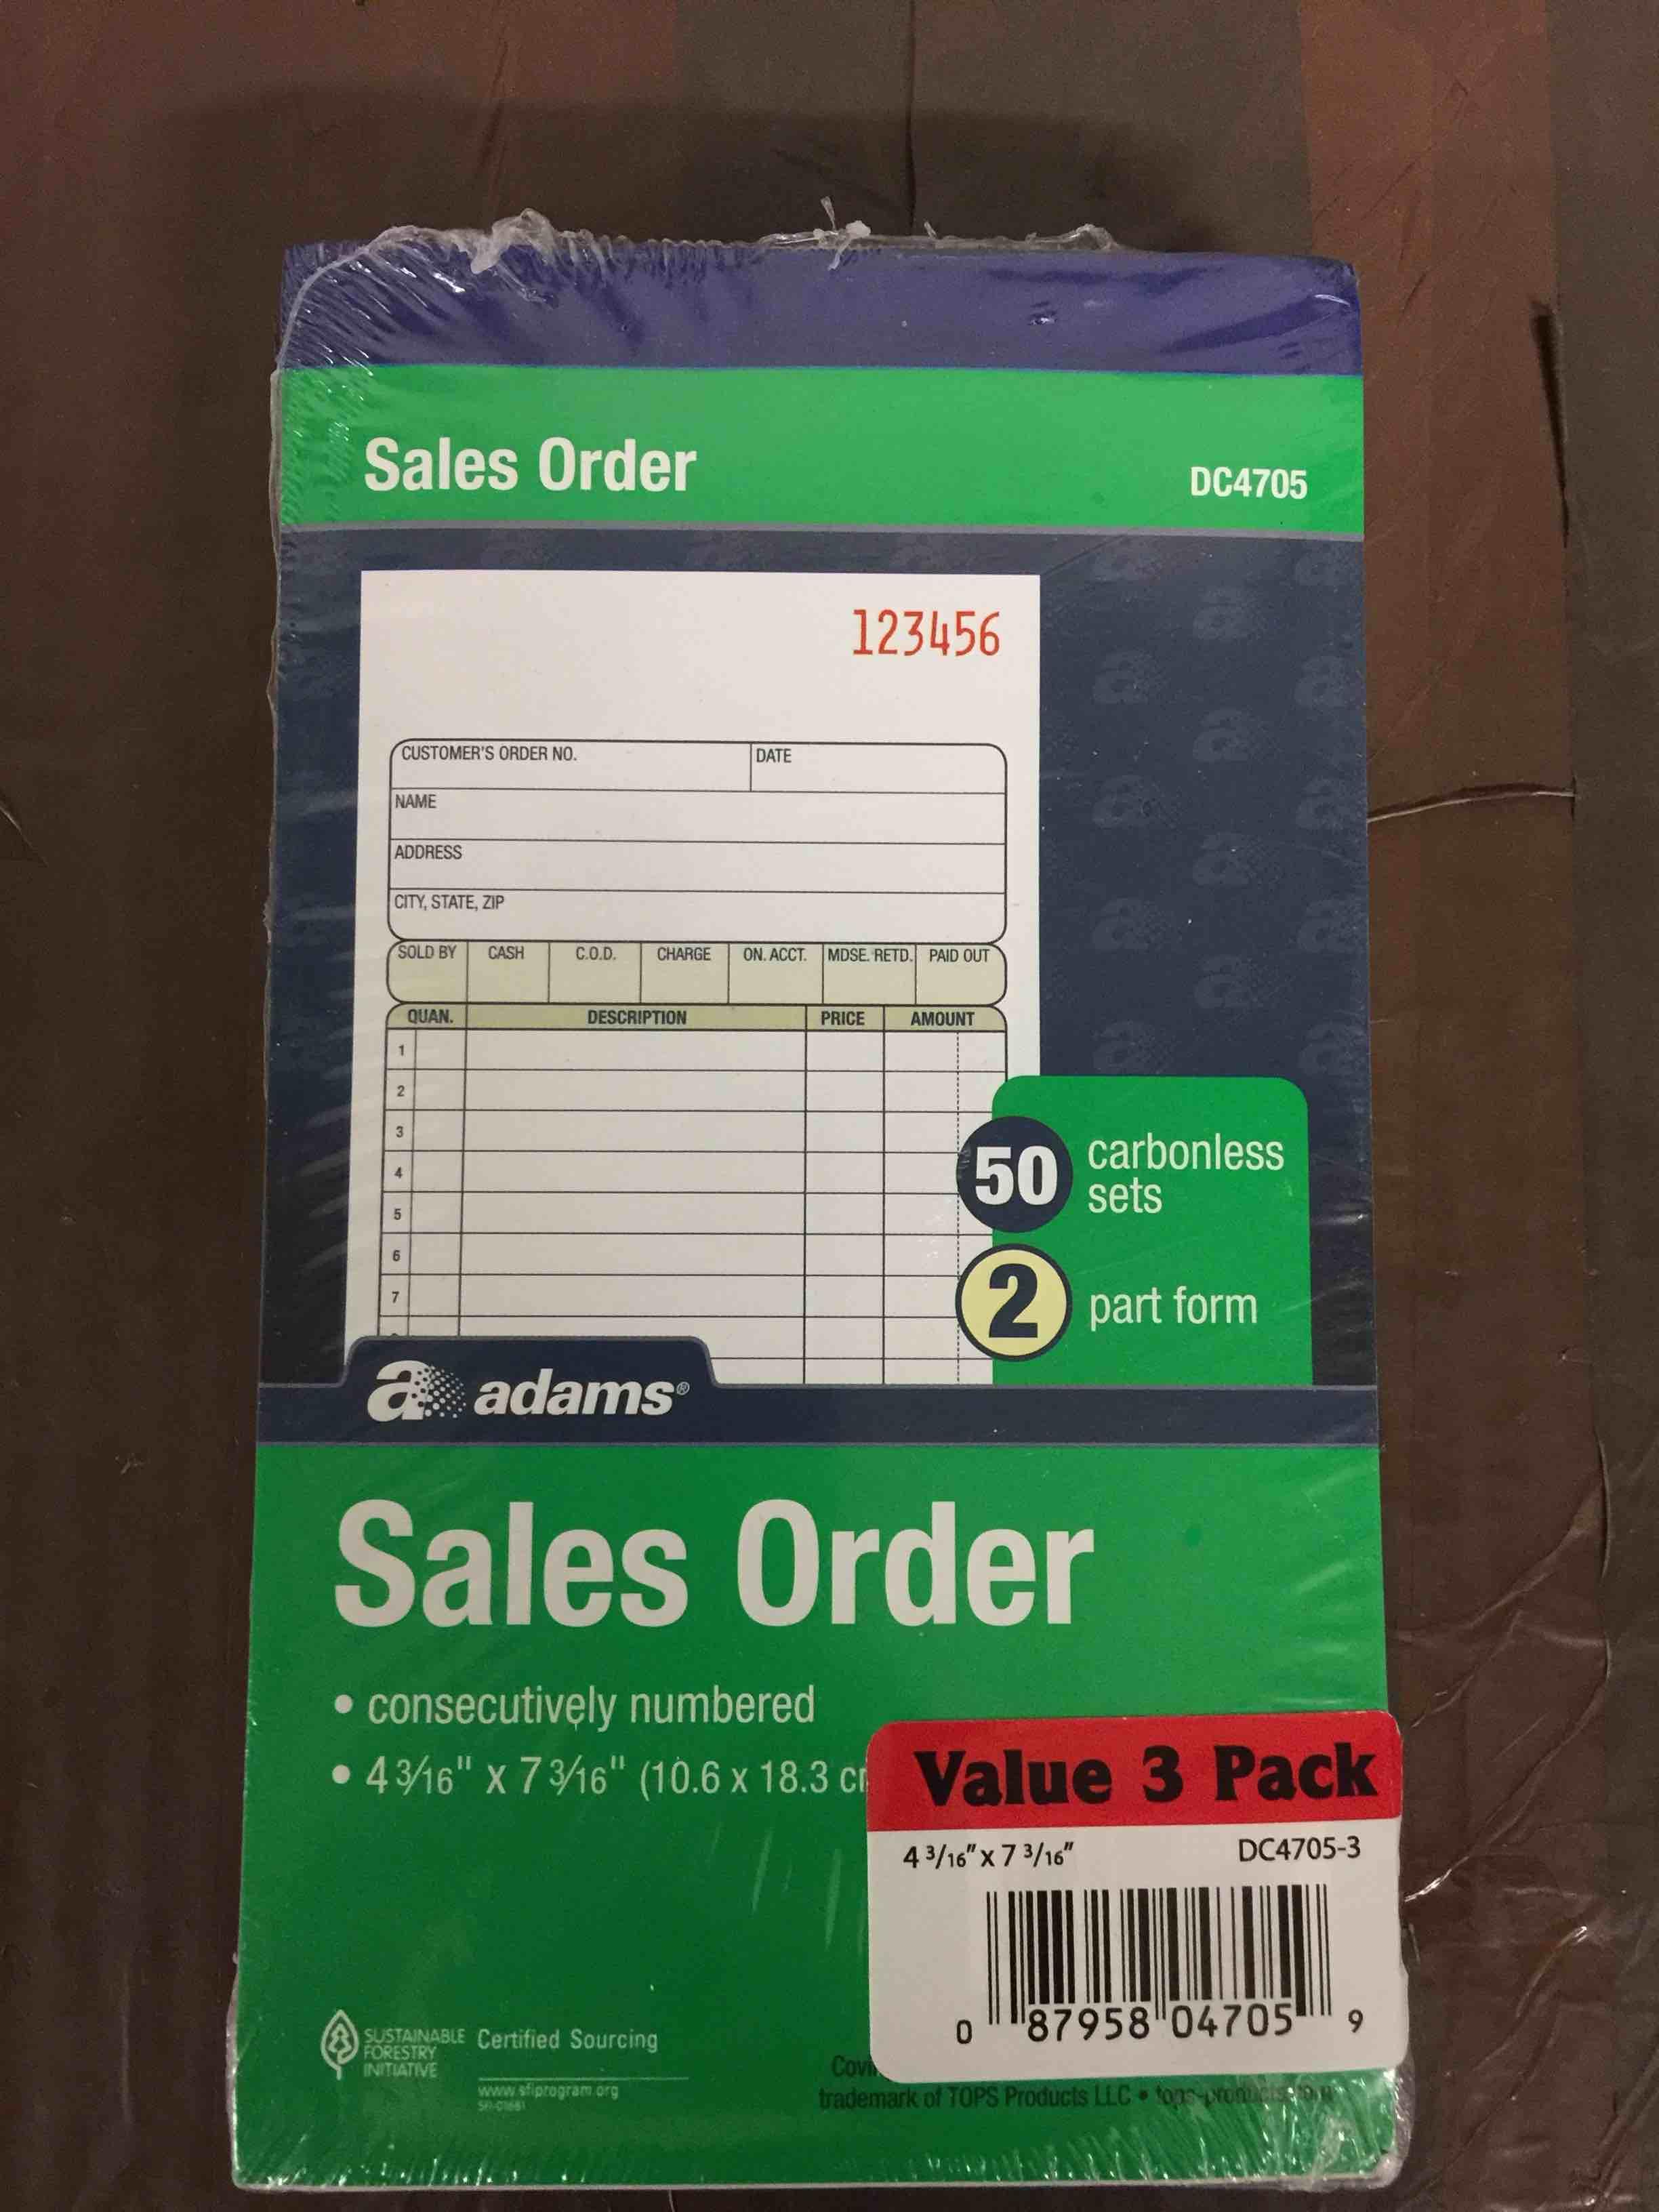 Sales Order
DC4705
123456
CUSTOMER'S ORDER NO. DATE
NAME
ADDRESS
CITY, STATE, ZIP
SOLD BY CASH C.O.D. CHARGE ON. ACCT. MDSE. RETD. PAID OUT
QUAN. DESCRIPTION PRICE AMOUNT
1
2
3
4
5
6
7
50 carbonless
sets
2 part form
a adams®
Sales Order
• consecutively numbered
• 4 3/16" x 7 3/16" (10.6 x 18.3
Value 3 Pack
4 3/16" x 7 3/16" DC4705-3
0 87958 04705 9
SUSTAINABLE
FORESTRY
INITIATIVE
Certified Sourcing
www.sfiprogram.org
SFI-01681
trademark of TOPS Products LLC •